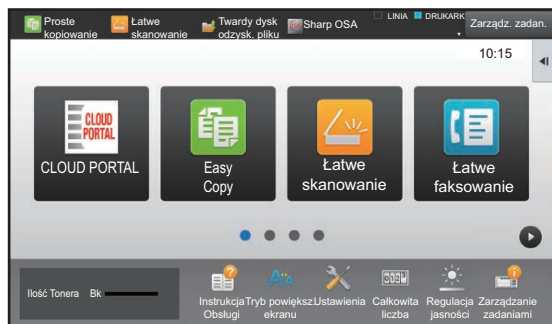 Proste
kopiowanie
Łatwe
skanowanie
Twardy dysk
odzysk. pliku
Sharp OSA
LINIA
DRUKARK
Zarządz. zadan.
10:15
CLOUD
PORTAL
CLOUD PORTAL
Easy
Copy
Łatwe
skanowanie
Łatwe
faksowanie
Ilość Tonera Bk
Instrukcja
Obsługi
Tryb powiększ.
ekranu
Ustawienia
Całkowita
liczba
Regulacja
jasności
Zarządzanie
zadaniami